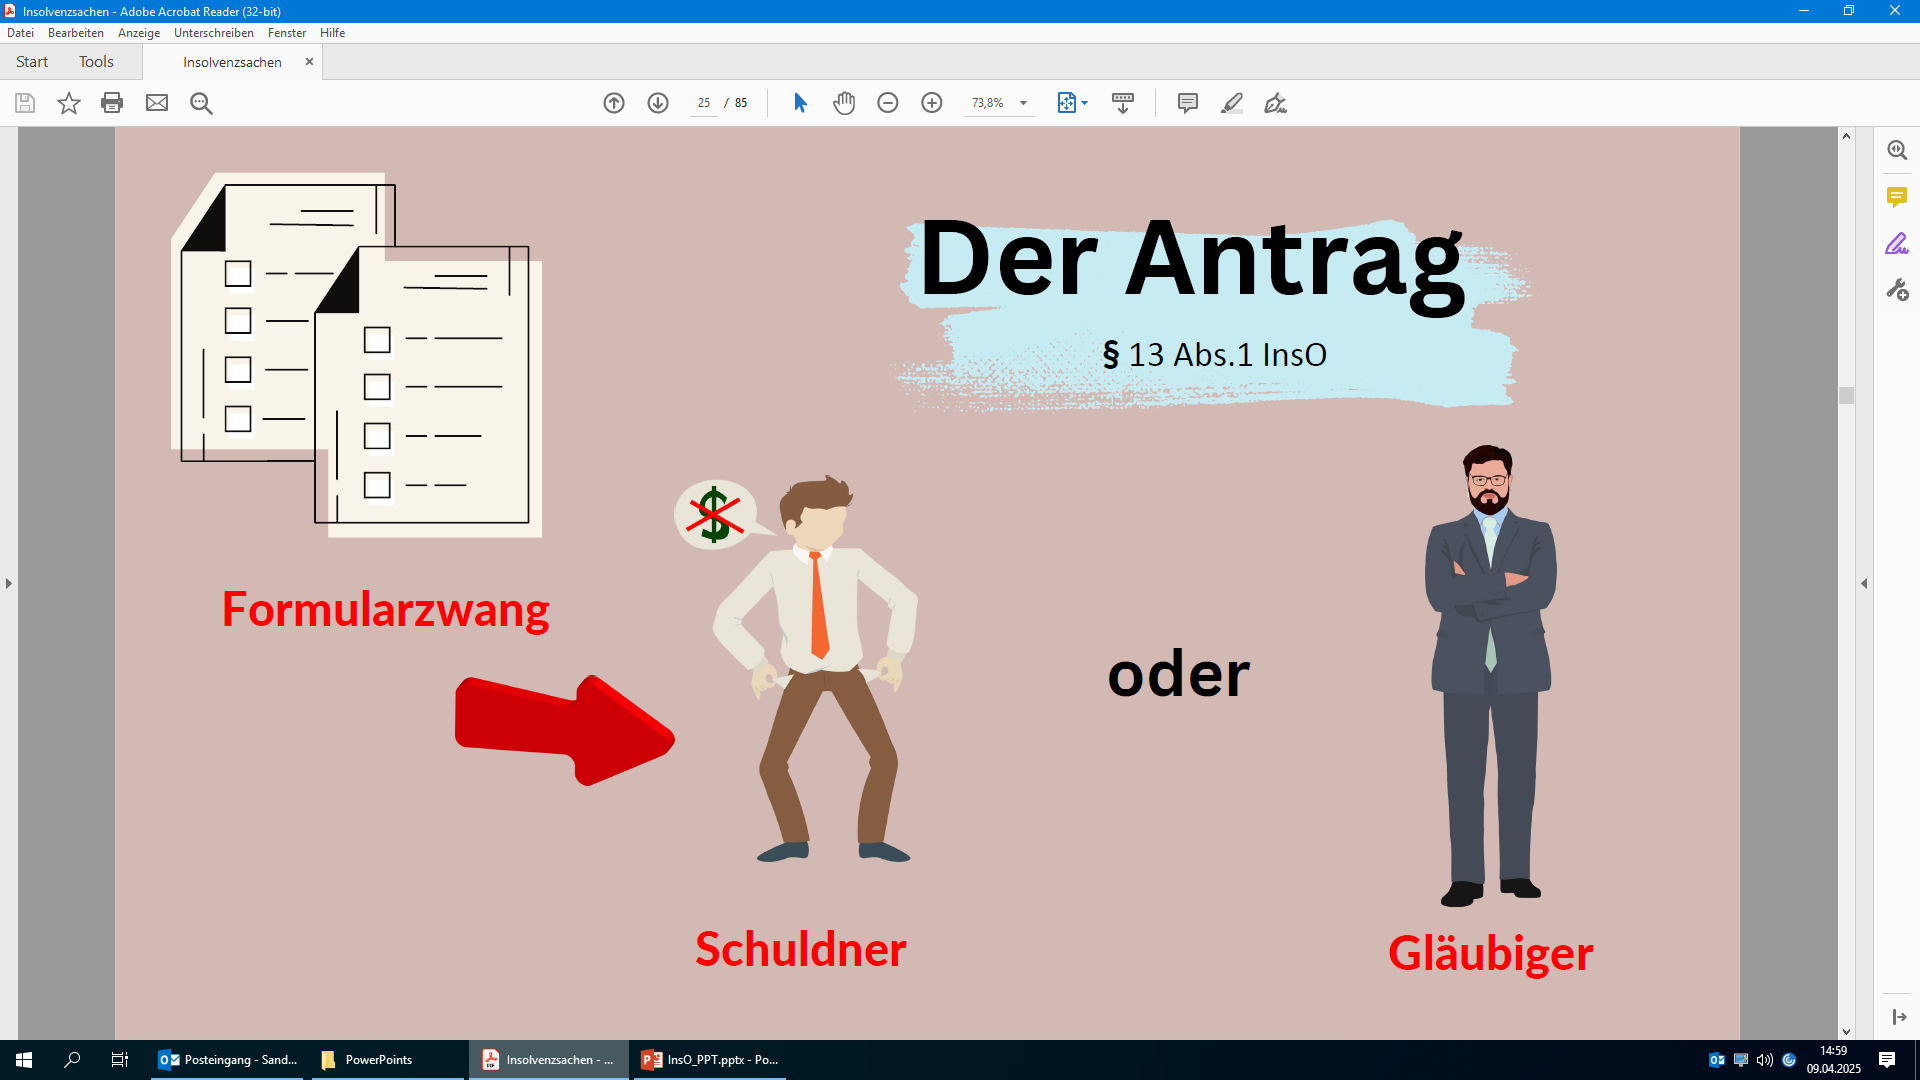 Insolvenzsachen - Adobe Acrobat Reader (32-bit)
Datei Bearbeiten Anzeige Unterschreiben Fenster Hilfe
Start Tools Insolvenzsachen
25 / 85 73,8%
Der Antrag
§ 13 Abs.1 InsO
$
Formularzwang
oder
Schuldner
Gläubiger
Posteingang - Sand... PowerPoints Insolvenzsachen - ... InsO_PPT.pptx - Po...
14:59
09.04.2025